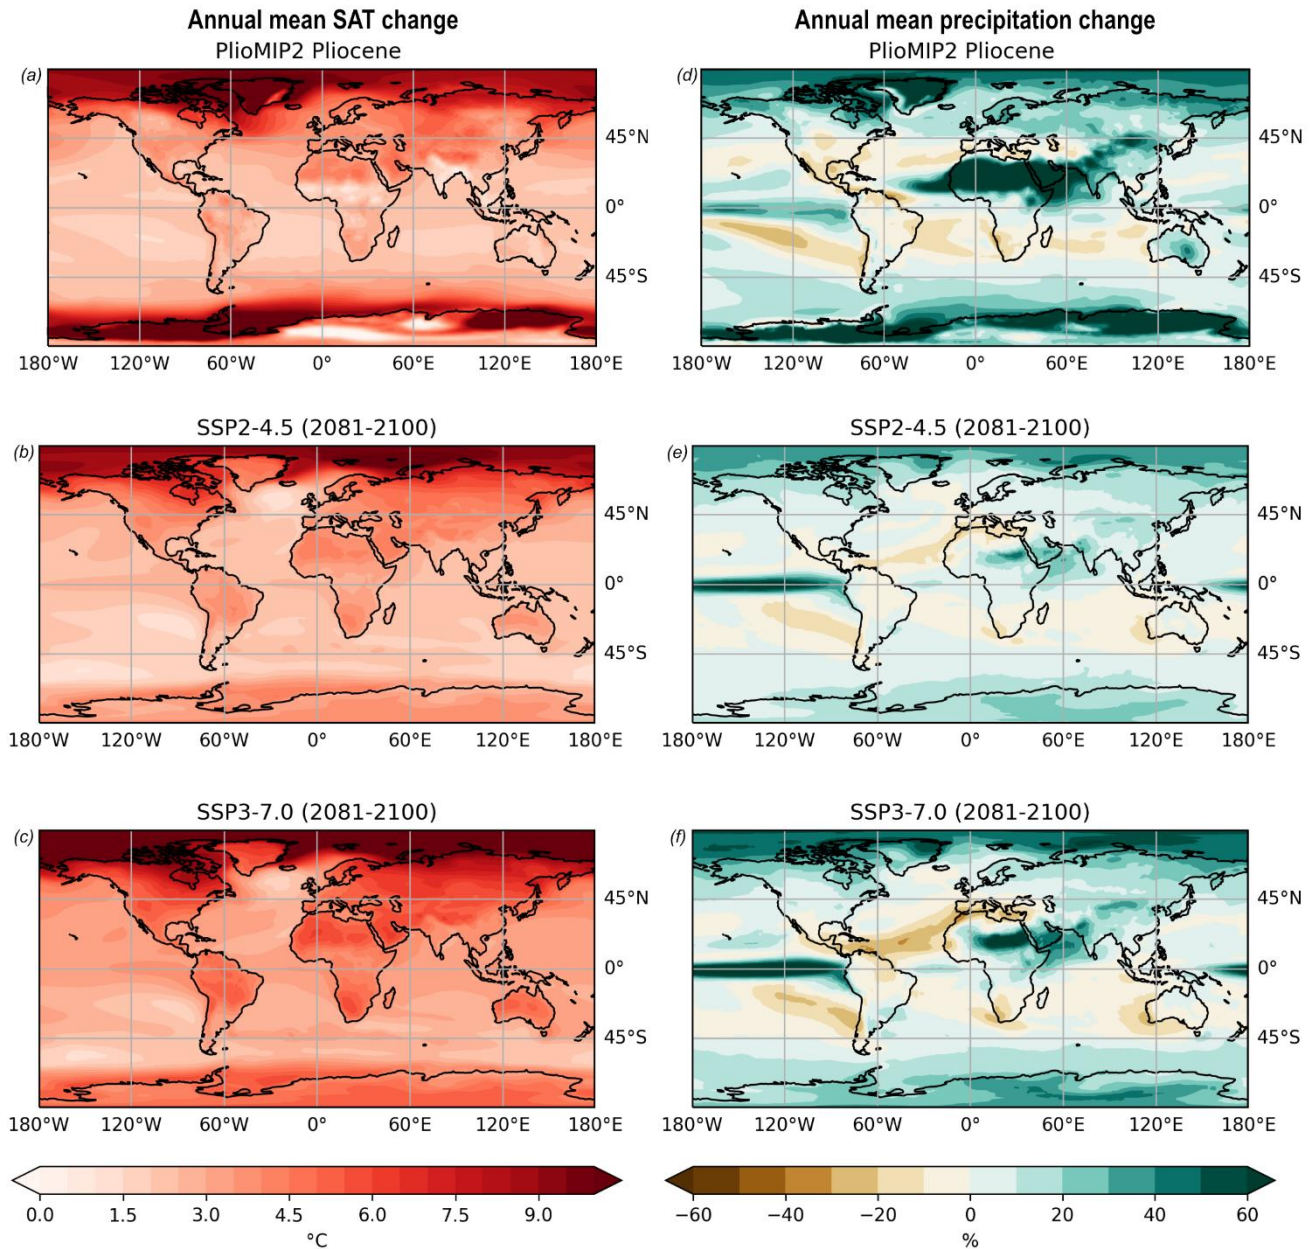 Annual mean SAT change
PlioMIP2 Pliocene
(a)
45°N
0°
45°S
180°W 120°W 60°W 0° 60°E 120°E 180°E
Annual mean precipitation change
PlioMIP2 Pliocene
(d)
45°N
0°
45°S
180°W 120°W 60°W 0° 60°E 120°E 180°E
SSP2-4.5 (2081-2100)
(b)
45°N
0°
45°S
180°W 120°W 60°W 0° 60°E 120°E 180°E
SSP2-4.5 (2081-2100)
(e)
45°N
0°
45°S
180°W 120°W 60°W 0° 60°E 120°E 180°E
SSP3-7.0 (2081-2100)
(c)
45°N
0°
45°S
180°W 120°W 60°W 0° 60°E 120°E 180°E
SSP3-7.0 (2081-2100)
(f)
45°N
0°
45°S
180°W 120°W 60°W 0° 60°E 120°E 180°E
0.0 1.5 3.0 4.5 6.0 7.5 9.0
°C
−60 −40 −20 0 20 40 60
%